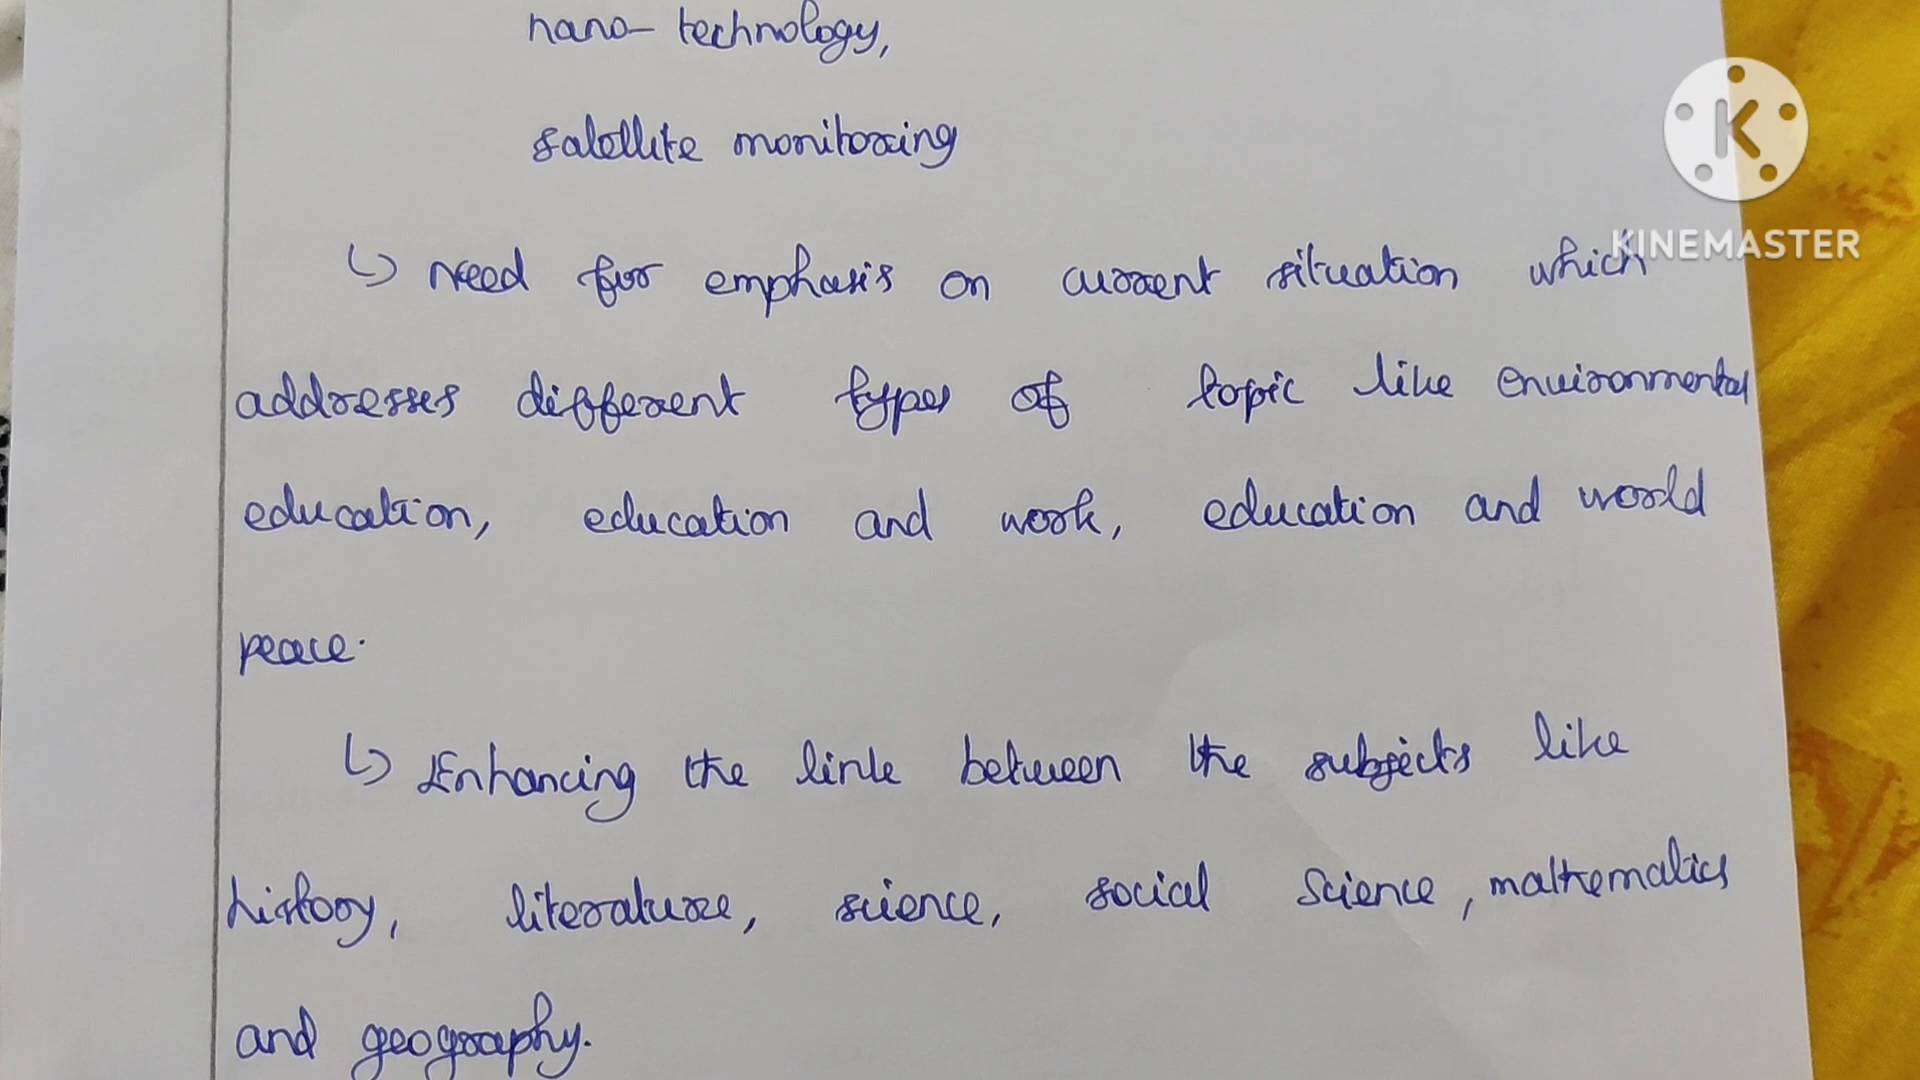 nano- technology,
satellite monitoring
KINEMASTER
↳ need for emphasis on current situation which
addresses different types of topic like environmental
education, education and work, education and world
peace.
↳ Enhancing the link between the subjects like
history, literature, science, social Science, mathematics
and geography.